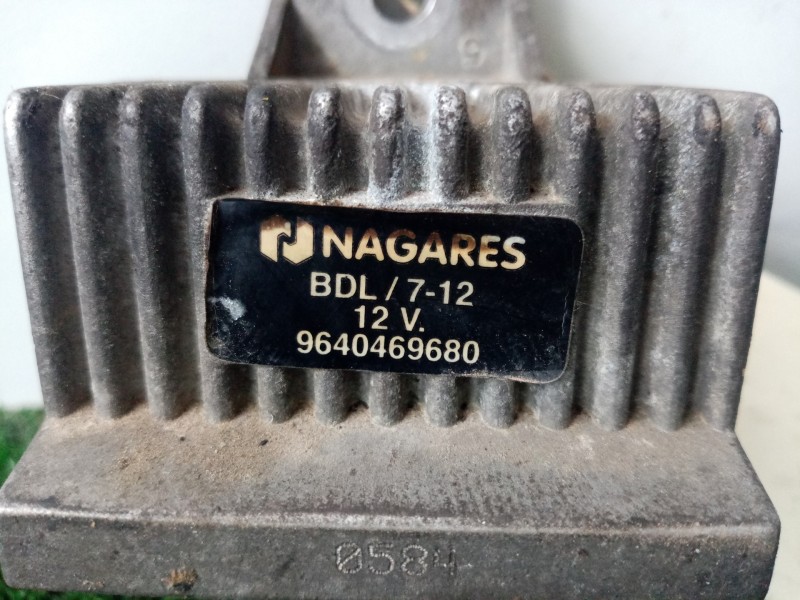 NAGARES
BDL / 7-12
12 V.
9640469680
0584